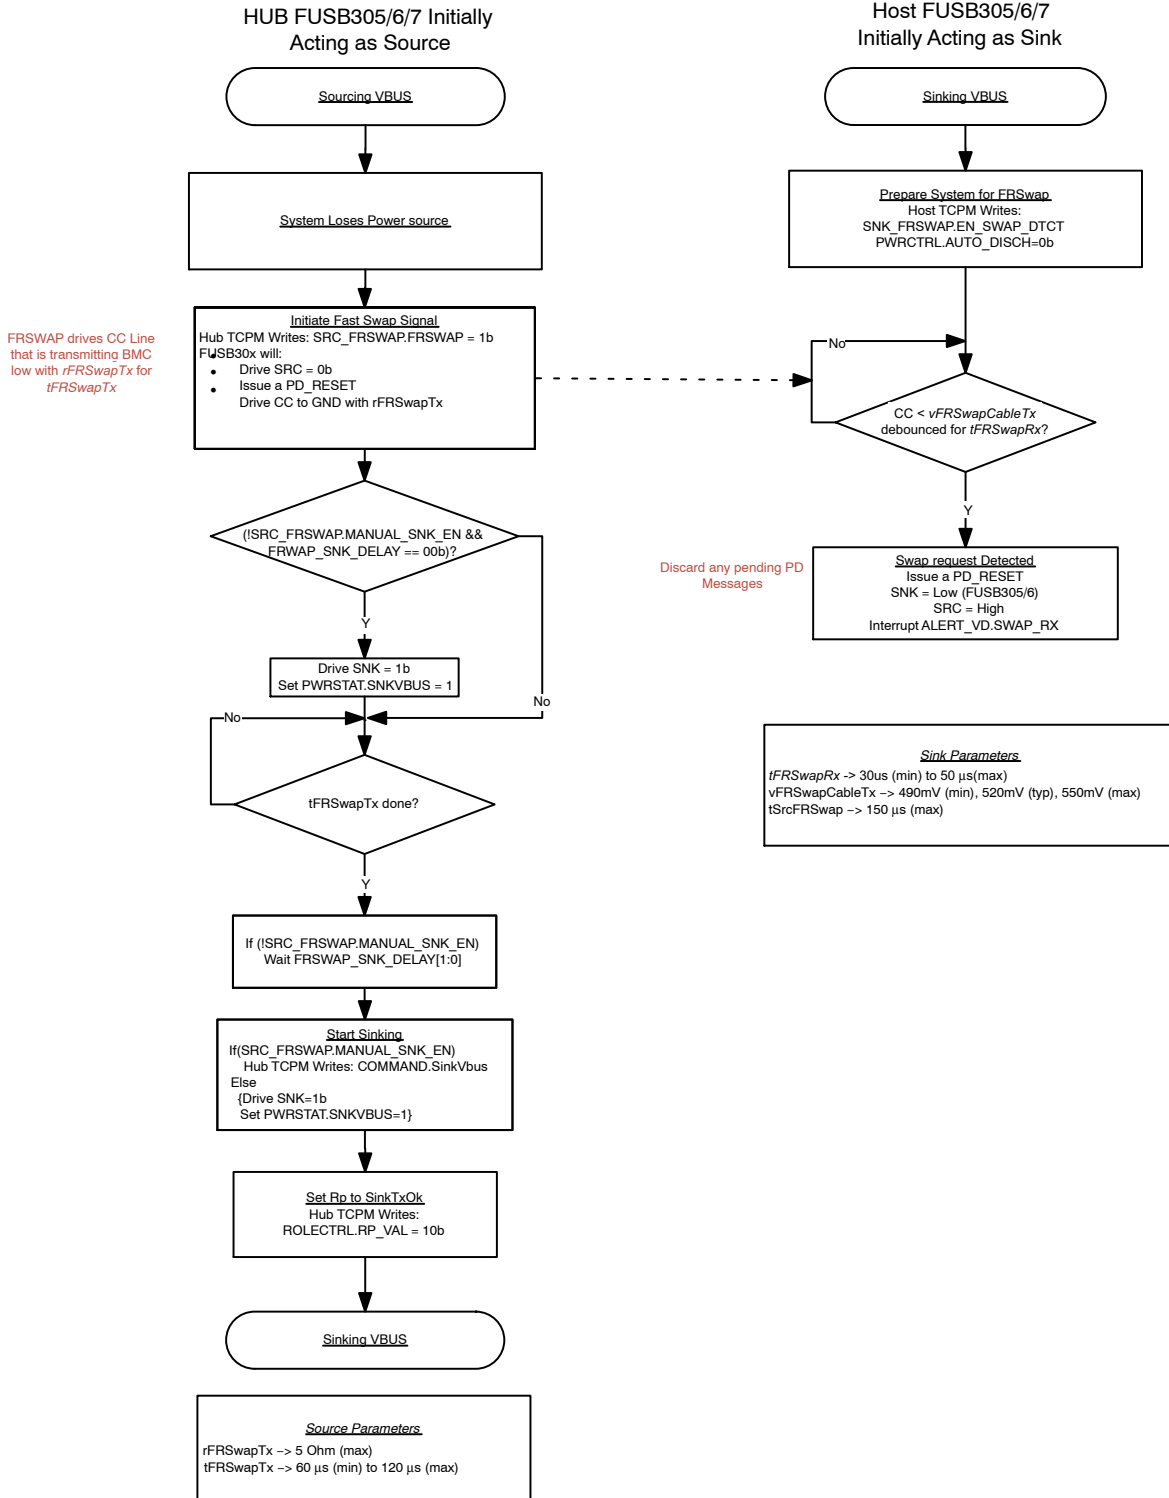 HUB FUSB305/6/7 Initially
Acting as Source
Sourcing VBUS
System Loses Power source
FRSWAP drives CC Line
that is transmitting BMC
low with rFRSwapTx for
tFRSwapTx
Initiate Fast Swap Signal
Hub TCPM Writes: SRC_FRSWAP.FRSWAP = 1b
FUSB30x will:
• Drive SRC = 0b
• Issue a PD_RESET
• Drive CC to GND with rFRSwapTx
(!SRC_FRSWAP.MANUAL_SNK_EN &&
FRWAP_SNK_DELAY == 00b)?
Y
No
Drive SNK = 1b
Set PWRSTAT.SNKVBUS = 1
No
tFRSwapTx done?
Y
If (!SRC_FRSWAP.MANUAL_SNK_EN)
Wait FRSWAP_SNK_DELAY[1:0]
Start Sinking
If(SRC_FRSWAP.MANUAL_SNK_EN)
Hub TCPM Writes: COMMAND.SinkVbus
Else
{Drive SNK=1b
Set PWRSTAT.SNKVBUS=1}
Set Rp to SinkTxOk
Hub TCPM Writes:
ROLECTRL.RP_VAL = 10b
Sinking VBUS
Source Parameters
rFRSwapTx −> 5 Ohm (max)
tFRSwapTx −> 60 μs (min) to 120 μs (max)
Host FUSB305/6/7
Initially Acting as Sink
Sinking VBUS
Prepare System for FRSwap
Host TCPM Writes:
SNK_FRSWAP.EN_SWAP_DTCT
PWRCTRL.AUTO_DISCH=0b
No
CC < vFRSwapCableTx
debounced for tFRSwapRx?
Y
Discard any pending PD
Messages
Swap request Detected
Issue a PD_RESET
SNK = Low (FUSB305/6)
SRC = High
Interrupt ALERT_VD.SWAP_RX
Sink Parameters
tFRSwapRx -> 30us (min) to 50 μs(max)
vFRSwapCableTx −> 490mV (min), 520mV (typ), 550mV (max)
tSrcFRSwap −> 150 μs (max)